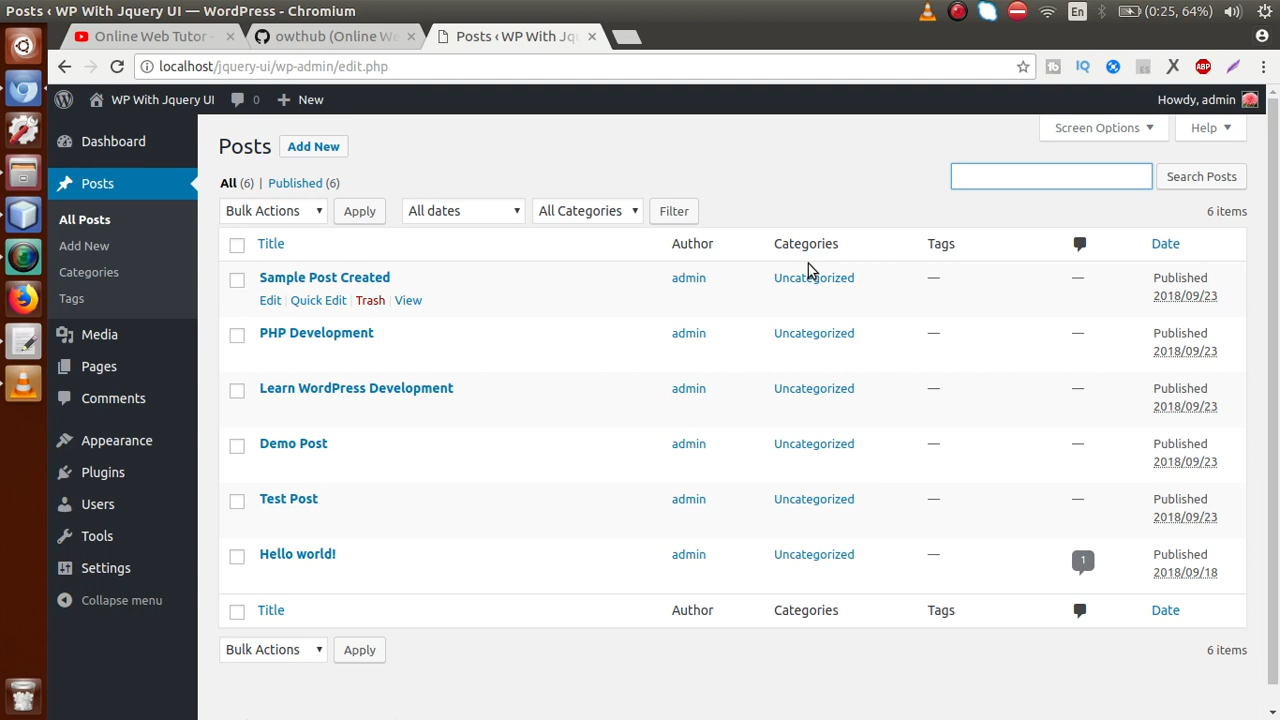 Posts ‹ WP With Jquery UI — WordPress - Chromium
En (0:25, 64%)
Online Web Tutor - × owthub (Online We × Posts ‹ WP With Jqu ×
localhost/jquery-ui/wp-admin/edit.php
fb IQ ES X ABP
WP With Jquery UI 0 + New Howdy, admin
Dashboard
Posts
All Posts
Add New
Categories
Tags
Media
Pages
Comments
Appearance
Plugins
Users
Tools
Settings
Collapse menu
Screen Options Help
Posts Add New
All (6) | Published (6)
Search Posts
Bulk Actions Apply All dates All Categories Filter 6 items
Title Author Categories Tags Date
Sample Post Created admin Uncategorized — — Published
Edit | Quick Edit | Trash | View 2018/09/23
PHP Development admin Uncategorized — — Published
2018/09/23
Learn WordPress Development admin Uncategorized — — Published
2018/09/23
Demo Post admin Uncategorized — — Published
2018/09/23
Test Post admin Uncategorized — — Published
2018/09/23
Hello world! admin Uncategorized — 1 Published
2018/09/18
Title Author Categories Tags Date
Bulk Actions Apply 6 items